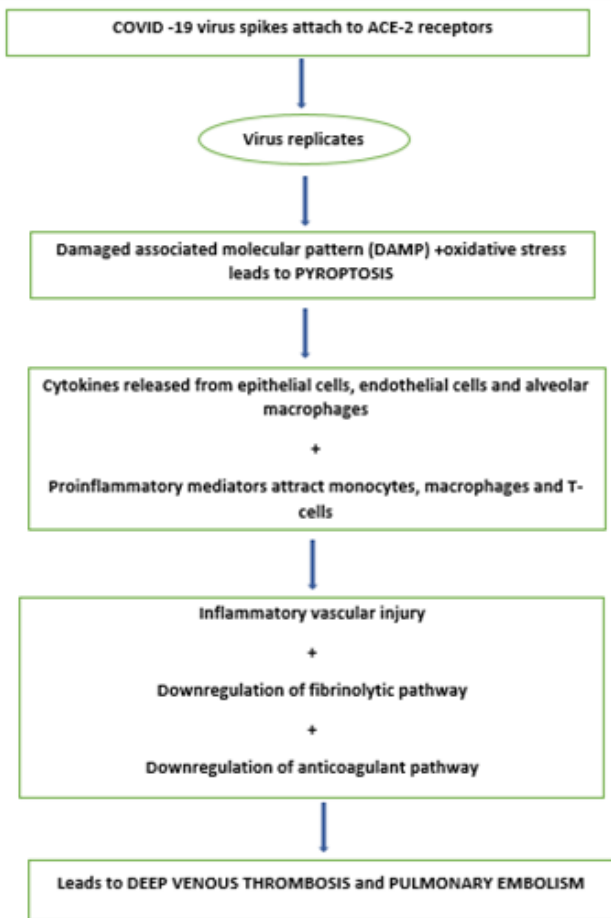 COVID -19 virus spikes attach to ACE-2 receptors
Virus replicates
Damaged associated molecular pattern (DAMP) +oxidative stress
leads to PYROPTOSIS
Cytokines released from epithelial cells, endothelial cells and alveolar
macrophages
+
Proinflammatory mediators attract monocytes, macrophages and T-
cells
Inflammatory vascular injury
+
Downregulation of fibrinolytic pathway
+
Downregulation of anticoagulant pathway
Leads to DEEP VENOUS THROMBOSIS and PULMONARY EMBOLISM